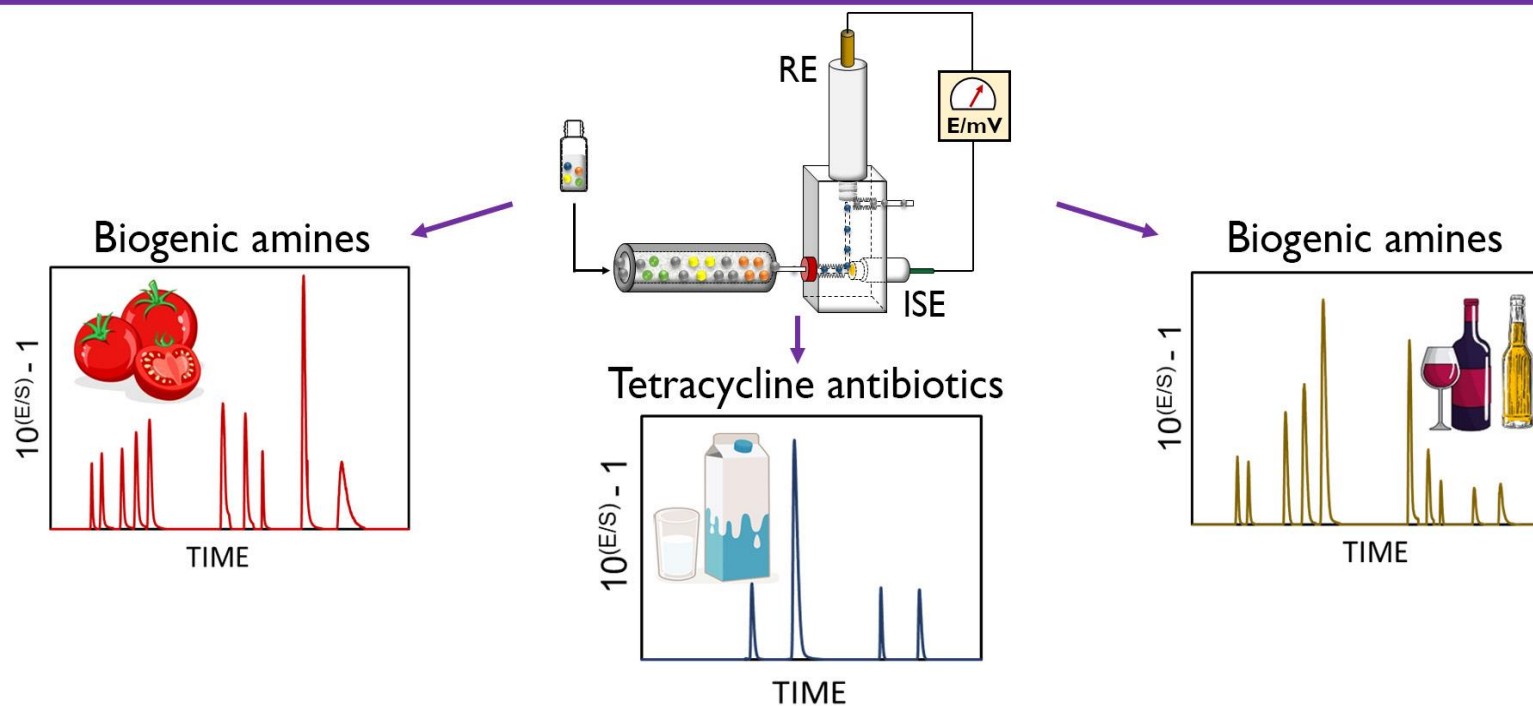 RE
E/mV
ISE
Biogenic amines
10^(E/S) - 1
TIME
Tetracycline antibiotics
10^(E/S) - 1
TIME
Biogenic amines
10^(E/S) - 1
TIME